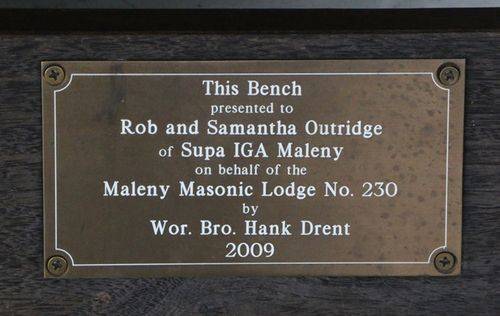 This Bench
presented to
Rob and Samantha Outridge
of Supa IGA Maleny
on behalf of the
Maleny Masonic Lodge No. 230
by
Wor. Bro. Hank Drent
2009